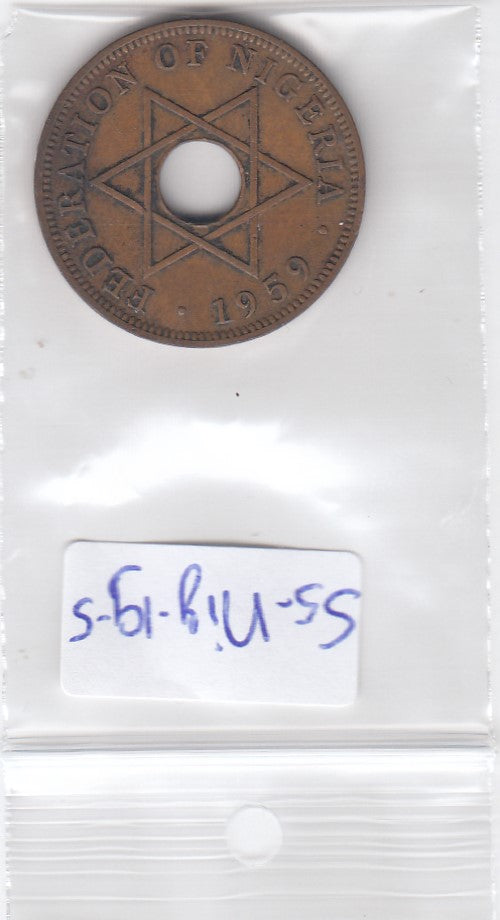 FEDERATION OF NIGERIA
· 1959 ·
SS-Nig-19-S